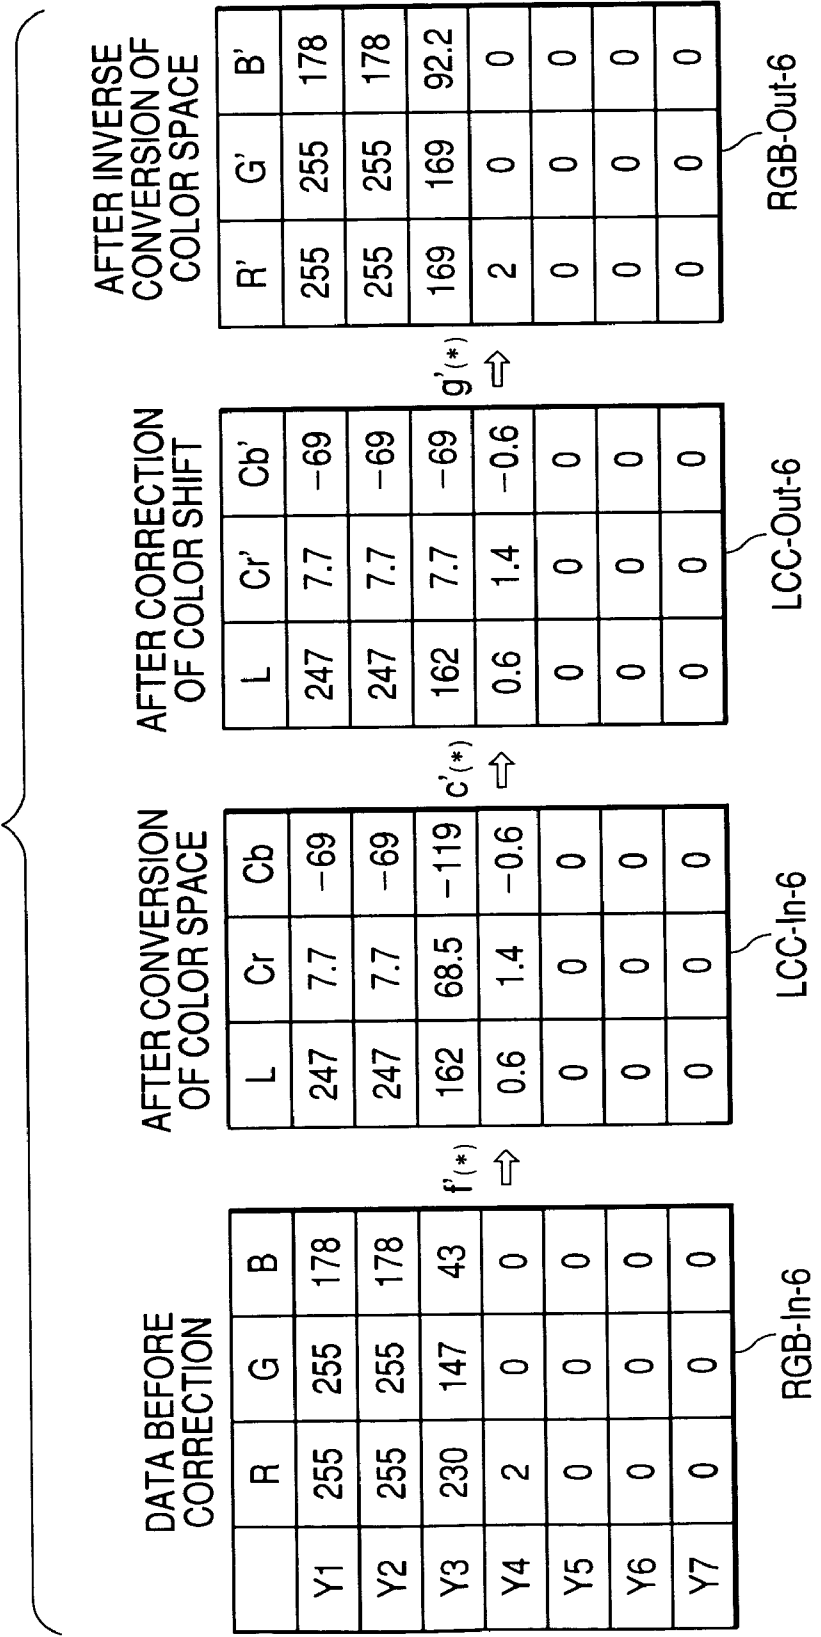 DATA BEFORE
CORRECTION
R G B
Y1 255 255 178
Y2 255 255 178
Y3 230 147 43
Y4 2 0 0
Y5 0 0 0
Y6 0 0 0
Y7 0 0 0
RGB-In-6
f'(*)
⇨
AFTER CONVERSION
OF COLOR SPACE
L Cr Cb
247 7.7 −69
247 7.7 −69
162 68.5 −119
0.6 1.4 −0.6
0 0 0
0 0 0
0 0 0
LCC-In-6
c'(*)
⇨
AFTER CORRECTION
OF COLOR SHIFT
L Cr' Cb'
247 7.7 −69
247 7.7 −69
162 7.7 −69
0.6 1.4 −0.6
0 0 0
0 0 0
0 0 0
LCC-Out-6
g'(*)
⇨
AFTER INVERSE
CONVERSION OF
COLOR SPACE
R' G' B'
255 255 178
255 255 178
169 169 92.2
2 0 0
0 0 0
0 0 0
0 0 0
RGB-Out-6